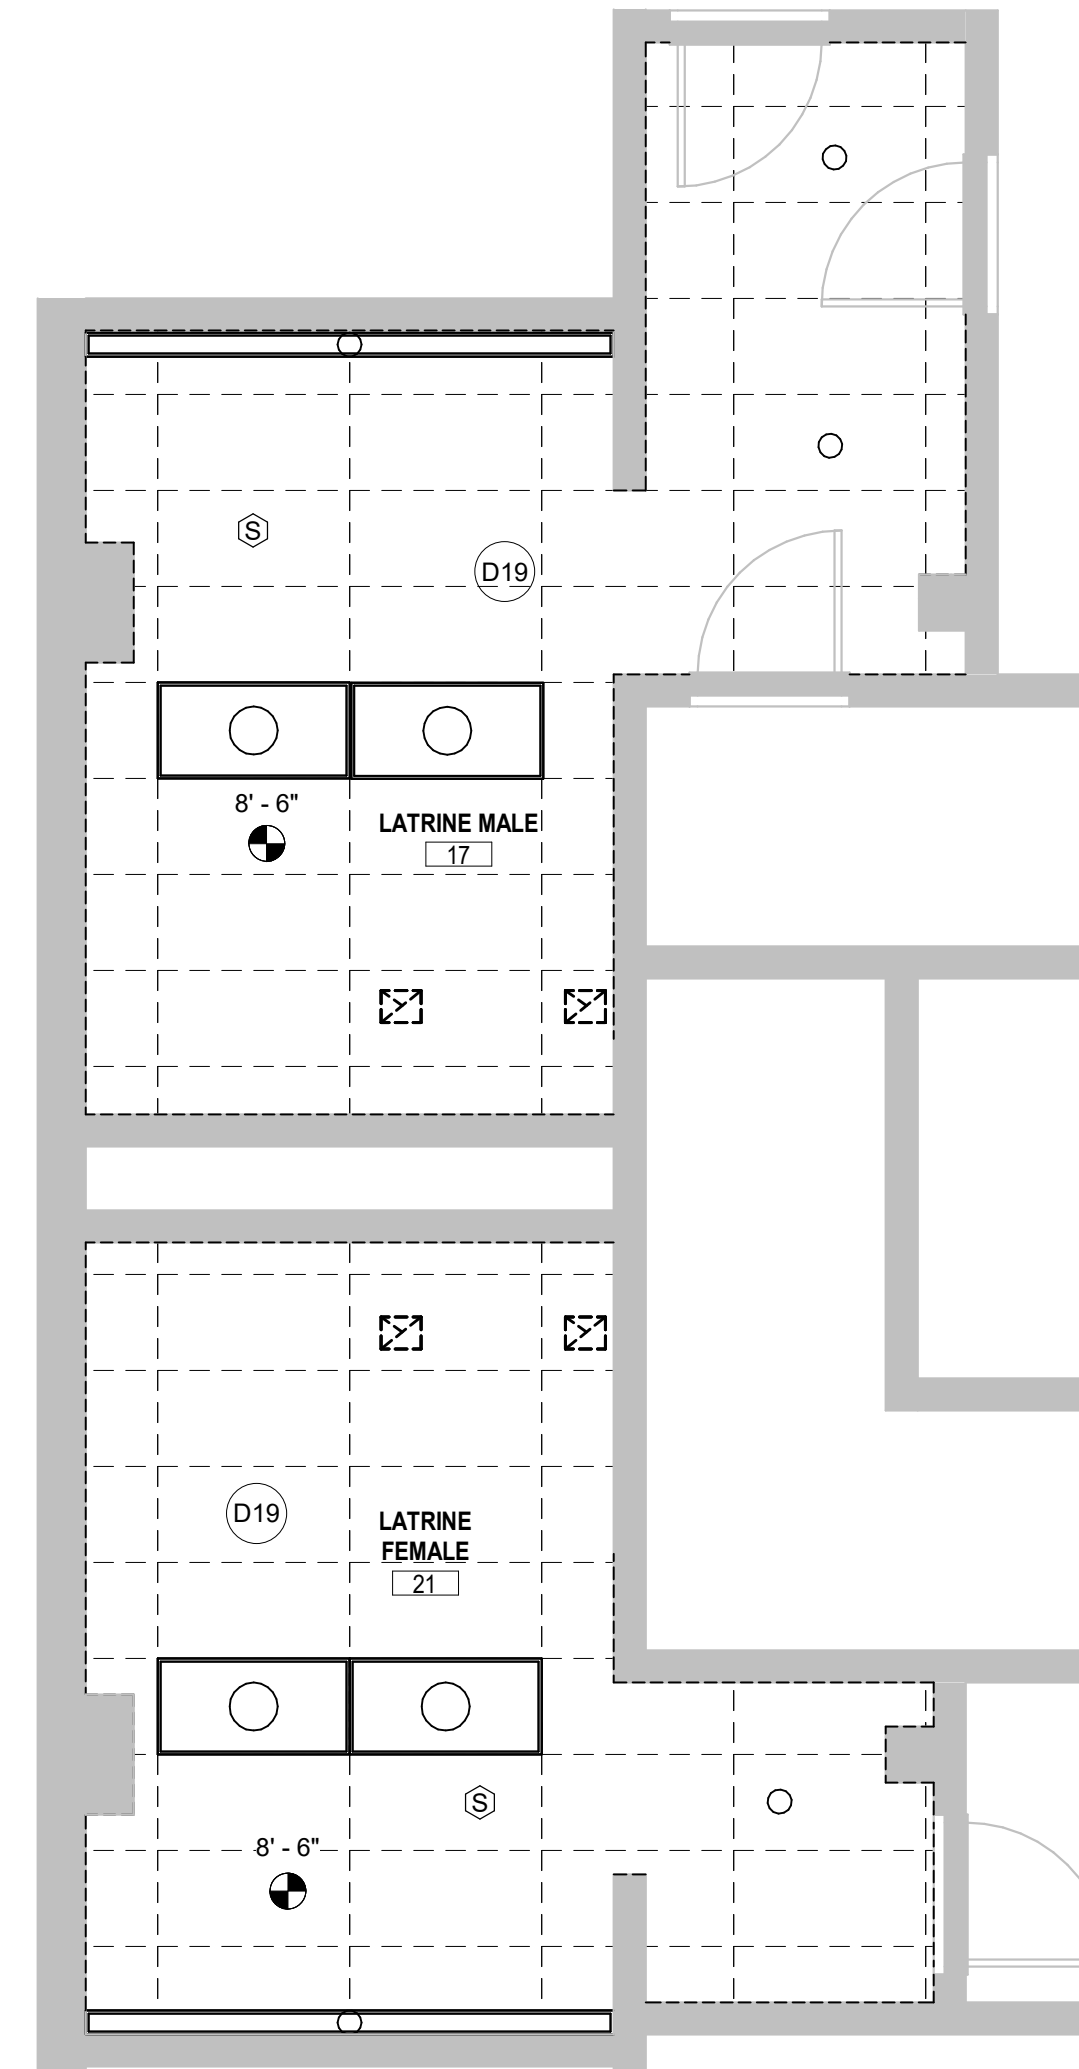 S
D19
8' - 6"
LATRINE MALE
17
D19
LATRINE
FEMALE
21
S
8' - 6"